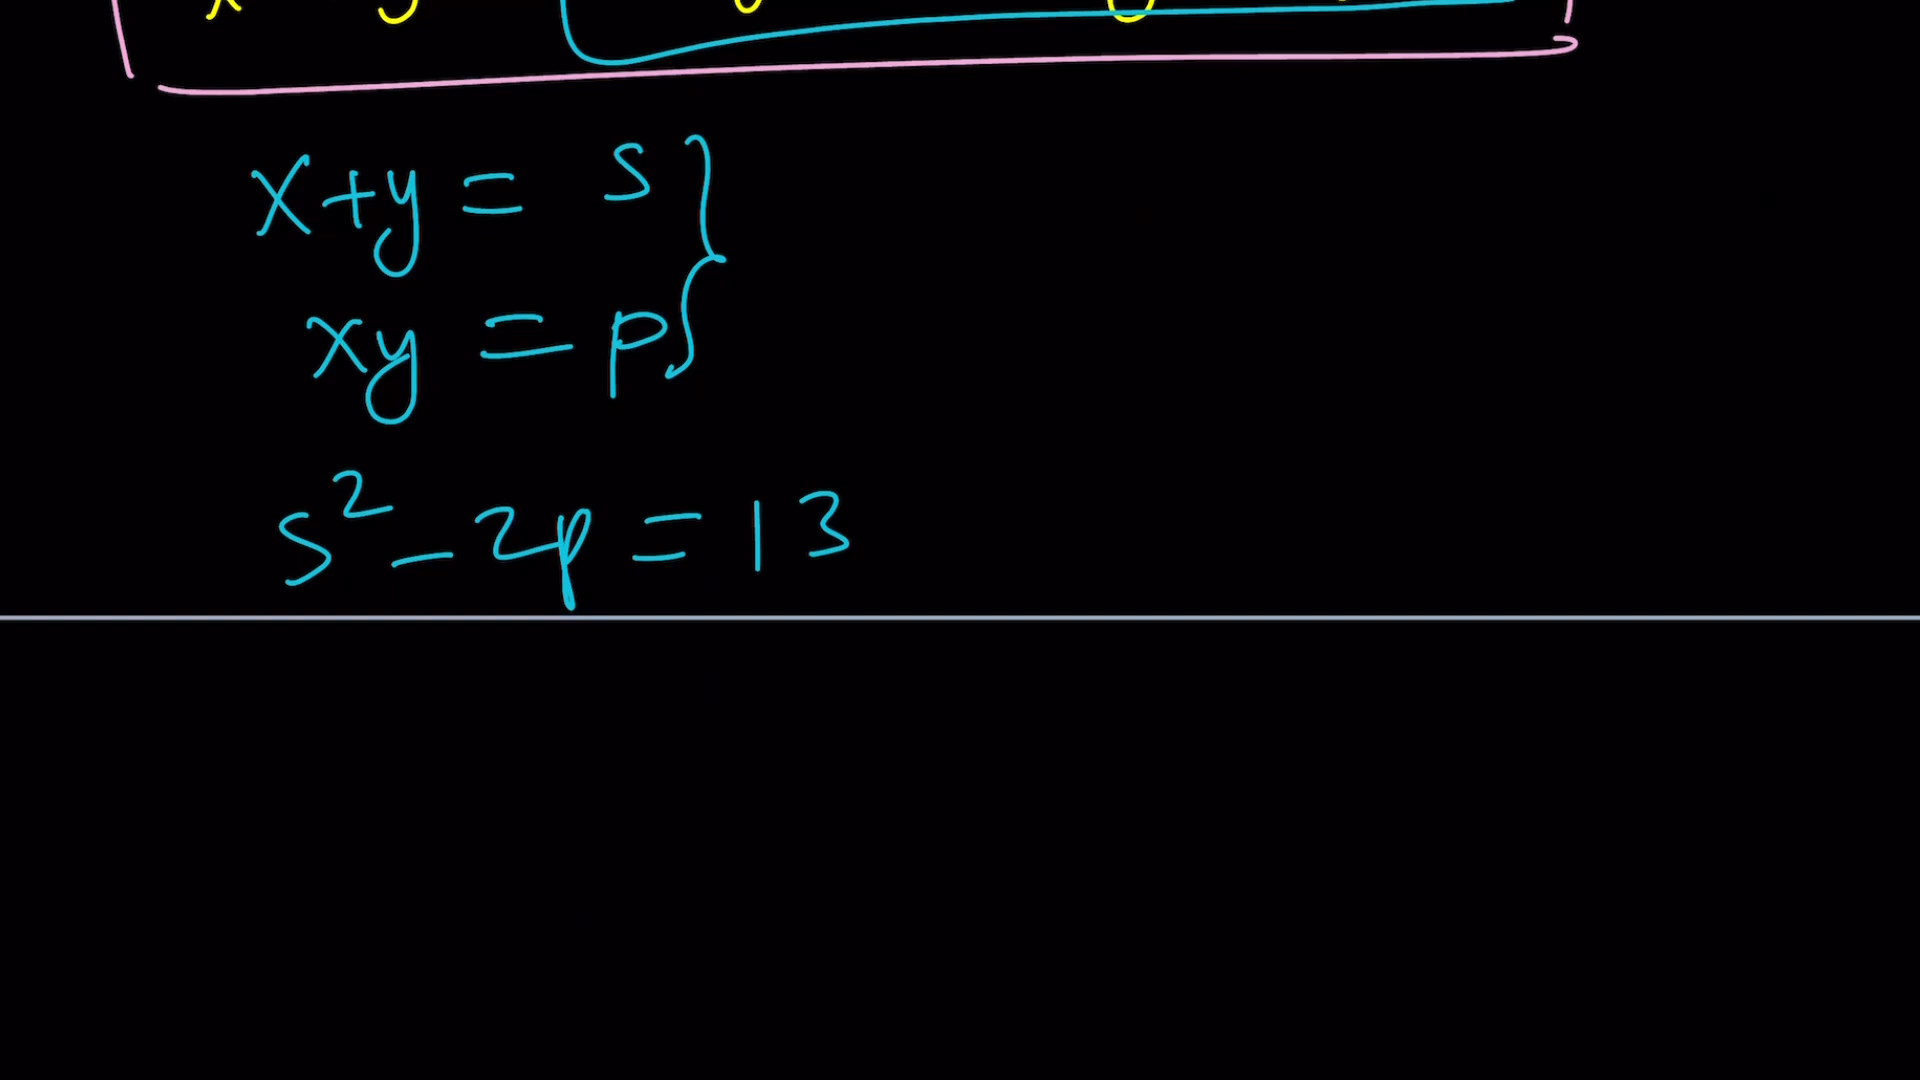 x+y = s
xy = p
s² - 2p = 13